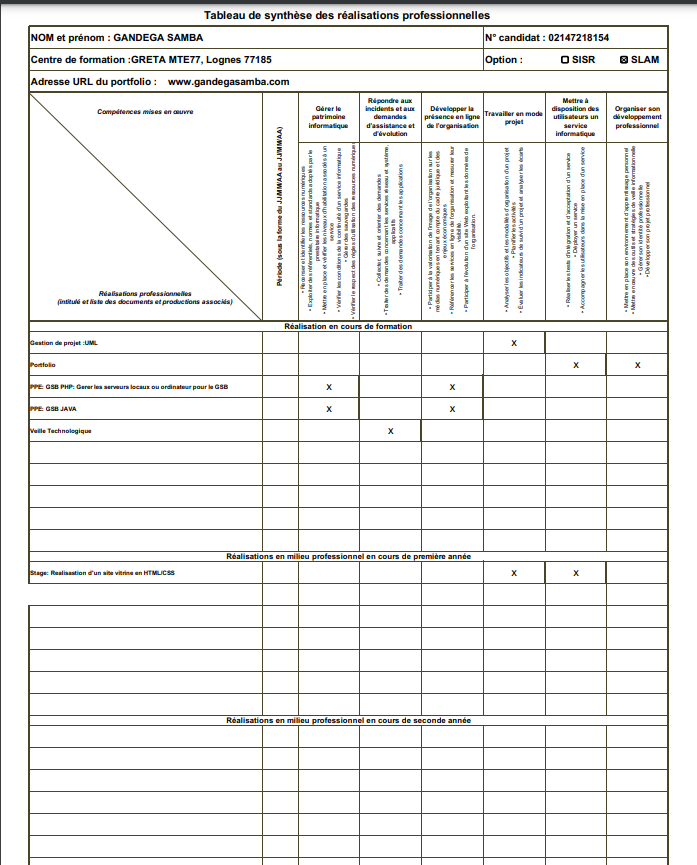 Tableau de synthèse des réalisations professionnelles
NOM et prénom : GANDEGA SAMBA
N° candidat : 02147218154
Centre de formation :GRETA MTE77, Lognes 77185
Option :
SISR
SLAM
Adresse URL du portfolio : www.gandegasamba.com
Compétences mises en œuvre
Réalisations professionnelles
(intitulé et liste des documents et productions associés)
Période (sous la forme du JJ/MM/AA au JJ/MM/AA)
Gérer le
patrimoine
informatique
Répondre aux
incidents et aux
demandes
d'assistance et
d'évolution
Développer la
présence en ligne
de l'organisation
Travailler en mode
projet
Mettre à
disposition des
utilisateurs un
service
informatique
Organiser son
développement
professionnel
• Recenser et identifier les ressources numériques
• Exploiter des référentiels, normes et standards adoptés par le
prestataire informatique
• Mettre en place et vérifier les niveaux d'habilitation associés à un
service
• Vérifier les conditions de la continuité d'un service informatique
• Gérer des sauvegardes
• Vérifier le respect des règles d'utilisation des ressources numériques
• Collecter, suivre et orienter des demandes
• Traiter des demandes concernant les services réseau et système,
applicatifs
• Traiter des demandes concernant les applications
• Participer à la valorisation de l'image de l'organisation sur les
médias numériques en tenant compte du cadre juridique et des
enjeux économiques
• Référencer les services en ligne de l'organisation et mesurer leur
visibilité.
• Participer à l'évolution d'un site Web exploitant les données de
l'organisation.
• Analyser les objectifs et les modalités d'organisation d'un projet
• Planifier les activités
• Évaluer les indicateurs de suivi d'un projet et analyser les écarts
• Réaliser les tests d'intégration et d'acceptation d'un service
• Déployer un service
• Accompagner les utilisateurs dans la mise en place d'un service
• Mettre en place son environnement d'apprentissage personnel
• Mettre en œuvre des outils et stratégies de veille informationnelle
• Gérer son identité professionnelle
• Développer son projet professionnel
Réalisation en cours de formation
Gestion de projet :UML X
Portfolio X X
PPE: GSB PHP: Gerer les serveurs locaux ou ordinateur pour le GSB X X
PPE: GSB JAVA X X
Veille Technologique X
Réalisations en milieu professionnel en cours de première année
Stage: Realisastion d'un site vitrine en HTML/CSS X X
Réalisations en milieu professionnel en cours de seconde année